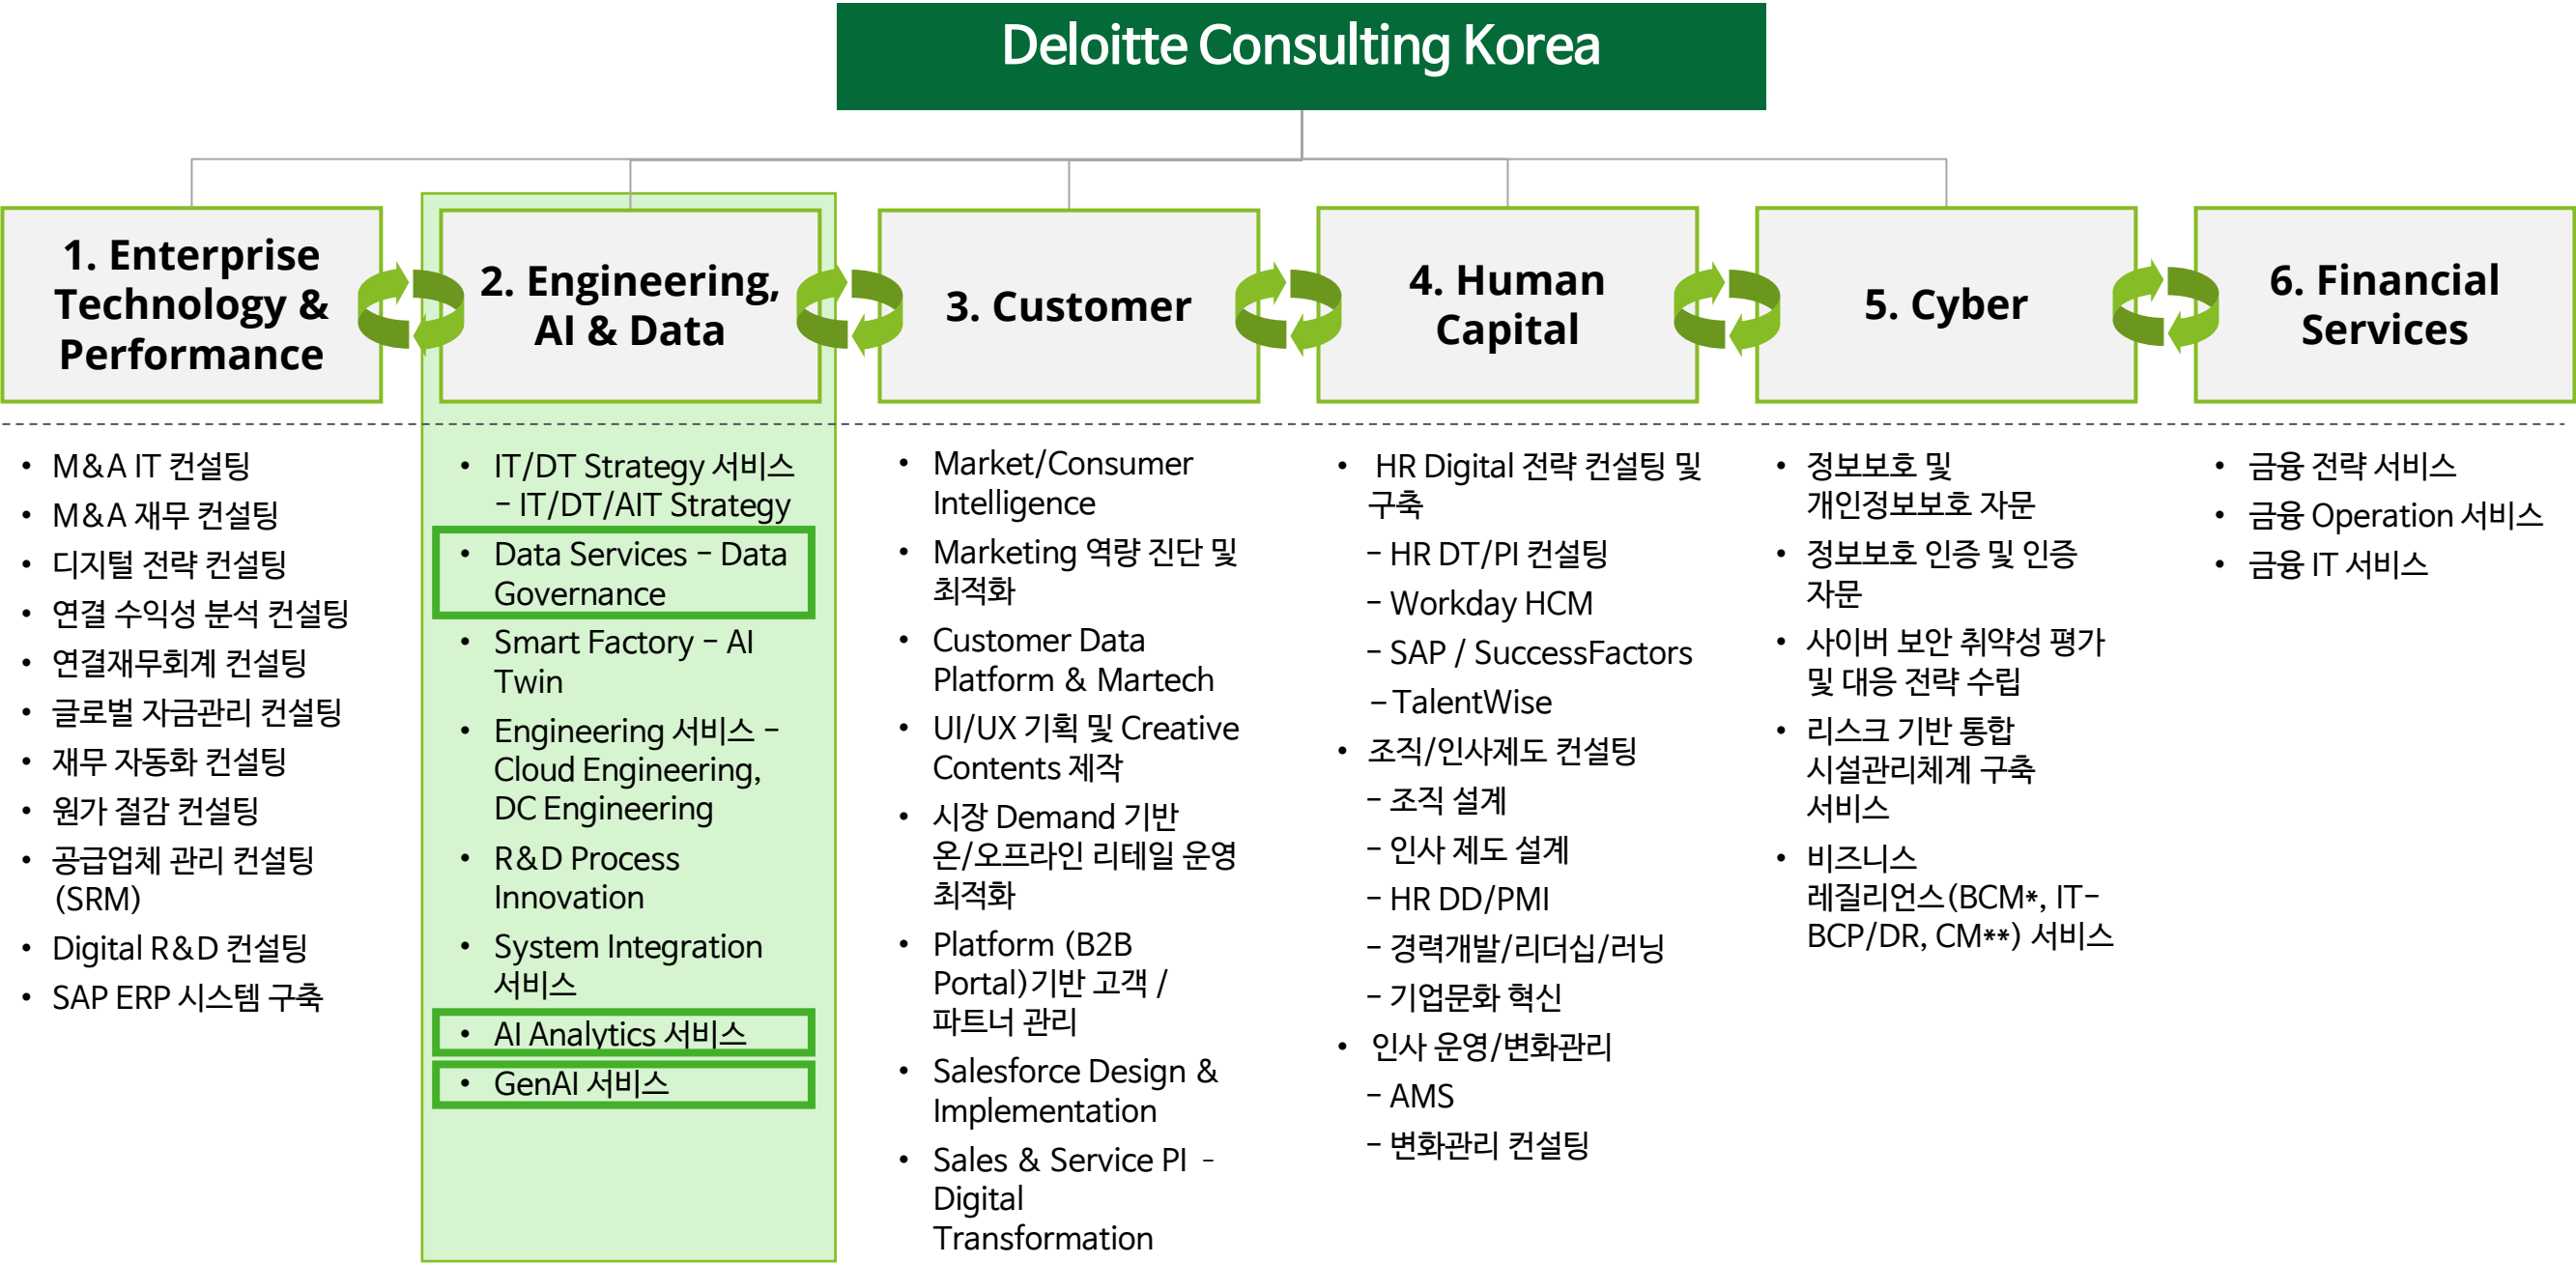 Deloitte Consulting Korea
1. Enterprise
Technology &
Performance
2. Engineering,
AI & Data
3. Customer
4. Human
Capital
5. Cyber
6. Financial
Services
• M&A IT 컨설팅
• M&A 재무 컨설팅
• 디지털 전략 컨설팅
• 연결 수익성 분석 컨설팅
• 연결재무회계 컨설팅
• 글로벌 자금관리 컨설팅
• 재무 자동화 컨설팅
• 원가 절감 컨설팅
• 공급업체 관리 컨설팅
(SRM)
• Digital R&D 컨설팅
• SAP ERP 시스템 구축
• IT/DT Strategy 서비스
– IT/DT/AIT Strategy
• Data Services – Data
Governance
• Smart Factory – AI
Twin
• Engineering 서비스 –
Cloud Engineering,
DC Engineering
• R&D Process
Innovation
• System Integration
서비스
• AI Analytics 서비스
• GenAI 서비스
• Market/Consumer
Intelligence
• Marketing 역량 진단 및
최적화
• Customer Data
Platform & Martech
• UI/UX 기획 및 Creative
Contents 제작
• 시장 Demand 기반
온/오프라인 리테일 운영
최적화
• Platform (B2B
Portal)기반 고객 /
파트너 관리
• Salesforce Design &
Implementation
• Sales & Service PI -
Digital
Transformation
• HR Digital 전략 컨설팅 및
구축
– HR DT/PI 컨설팅
– Workday HCM
– SAP / SuccessFactors
– TalentWise
• 조직/인사제도 컨설팅
– 조직 설계
– 인사 제도 설계
– HR DD/PMI
– 경력개발/리더십/러닝
– 기업문화 혁신
• 인사 운영/변화관리
– AMS
– 변화관리 컨설팅
• 정보보호 및
개인정보보호 자문
• 정보보호 인증 및 인증
자문
• 사이버 보안 취약성 평가
및 대응 전략 수립
• 리스크 기반 통합
시설관리체계 구축
서비스
• 비즈니스
레질리언스(BCM*, IT-
BCP/DR, CM**) 서비스
• 금융 전략 서비스
• 금융 Operation 서비스
• 금융 IT 서비스